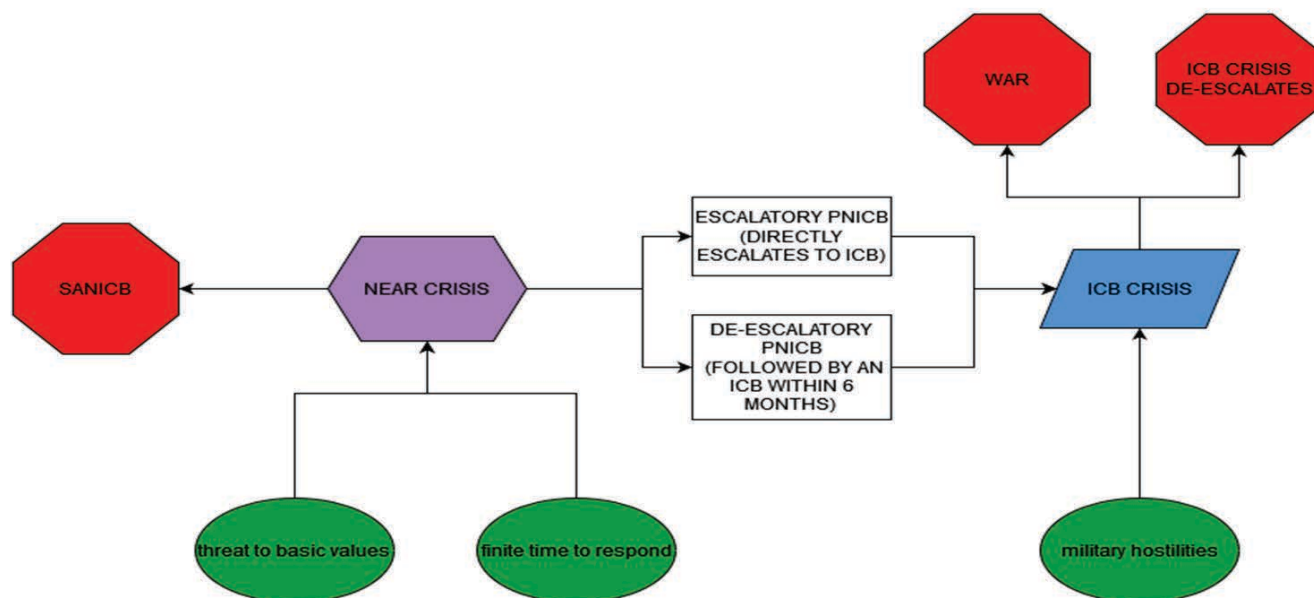 WAR
ICB CRISIS
DE-ESCALATES
SANICB
NEAR CRISIS
ESCALATORY PNICB
(DIRECTLY
ESCALATES TO ICB)
DE-ESCALATORY
PNICB
(FOLLOWED BY AN
ICB WITHIN 6
MONTHS)
ICB CRISIS
threat to basic values
finite time to respond
military hostilities